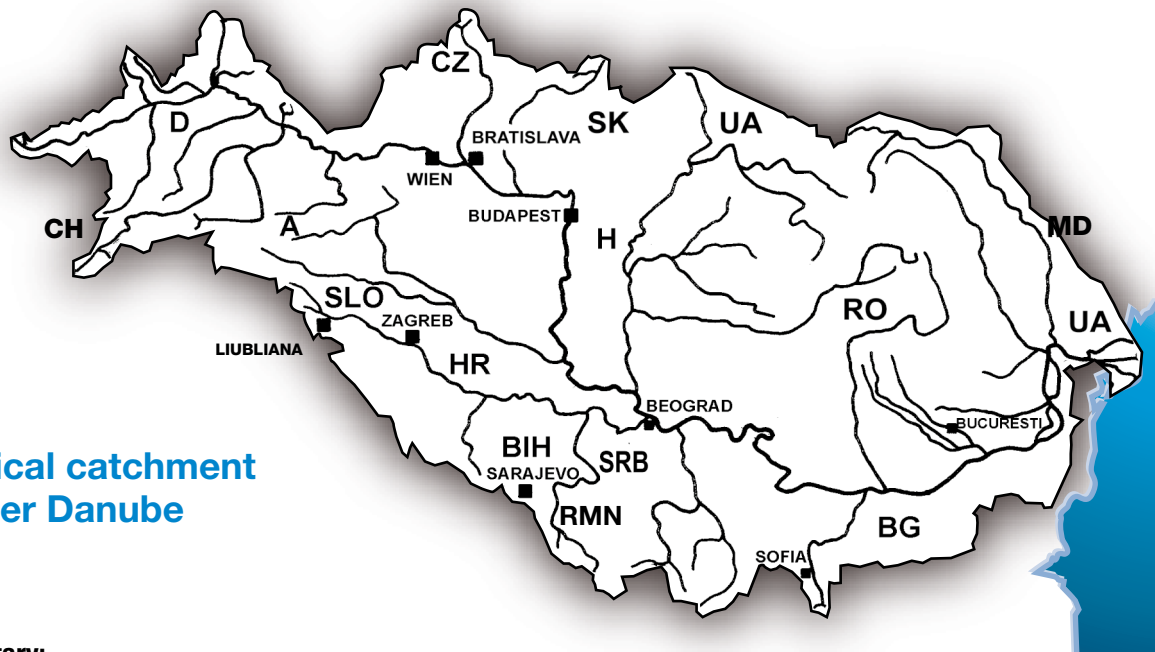 CZ
D
SK
UA
BRATISLAVA
WIEN
BUDAPEST
CH
A
H
MD
SLO
RO
UA
ZAGREB
LIUBLIANA
HR
BEOGRAD
BUCURESTI
BIH
SRB
SARAJEVO
ical catchment
er Danube
RMN
BG
SOFIA